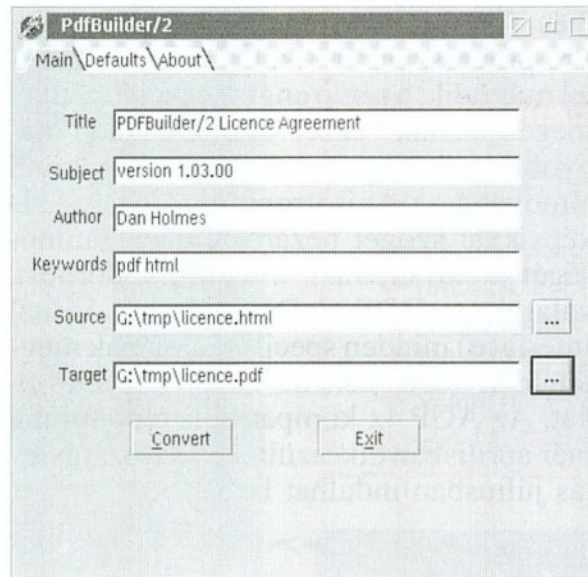 PdfBuilder/2
Main\Defaults\About\
Title PDFBuilder/2 Licence Agreement
Subject version 1.03.00
Author Dan Holmes
Keywords pdf html
Source G:\tmp\licence.html ...
Target G:\tmp\licence.pdf ...
Convert Exit